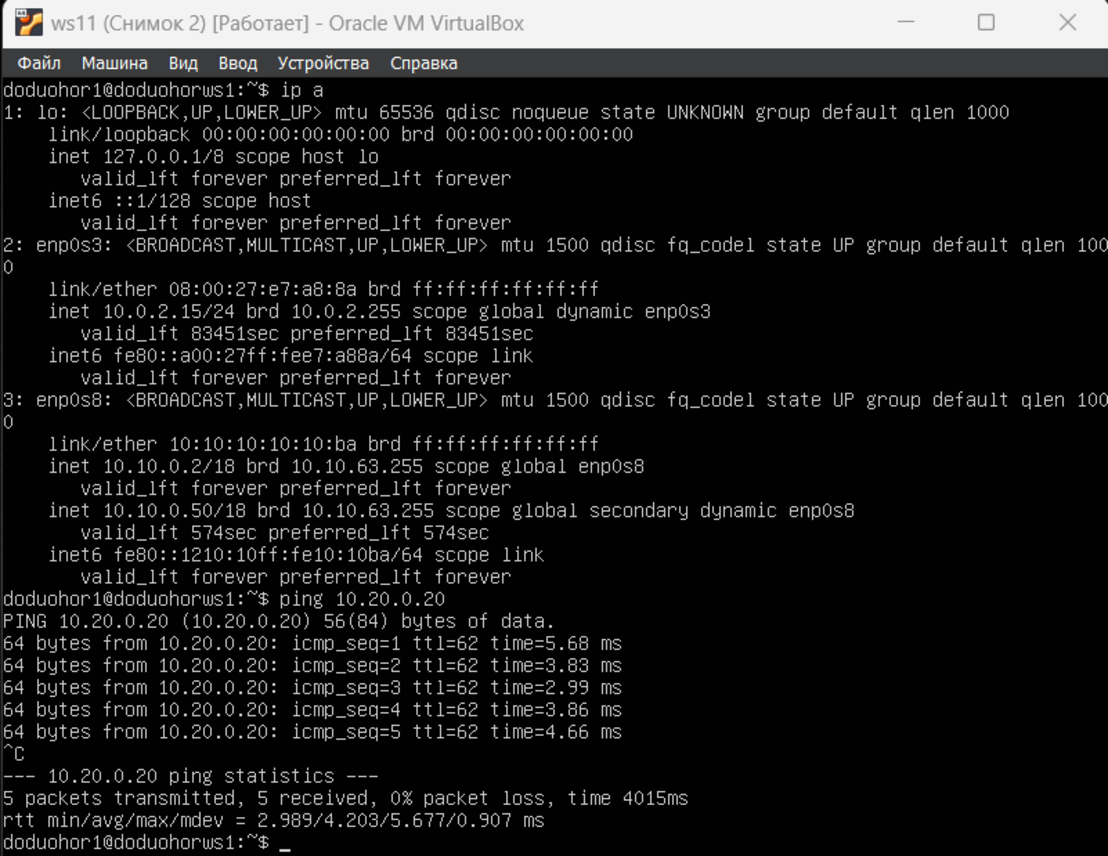 ws11 (Снимок 2) [Работает] - Oracle VM VirtualBox
Файл Машина Вид Ввод Устройства Справка
doduohor1@doduohorws1:~$ ip a
1: lo: <LOOPBACK,UP,LOWER_UP> mtu 65536 qdisc noqueue state UNKNOWN group default qlen 1000
    link/loopback 00:00:00:00:00:00 brd 00:00:00:00:00:00
    inet 127.0.0.1/8 scope host lo
       valid_lft forever preferred_lft forever
    inet6 ::1/128 scope host
       valid_lft forever preferred_lft forever
2: enp0s3: <BROADCAST,MULTICAST,UP,LOWER_UP> mtu 1500 qdisc fq_codel state UP group default qlen 100
0
    link/ether 08:00:27:e7:a8:8a brd ff:ff:ff:ff:ff:ff
    inet 10.0.2.15/24 brd 10.0.2.255 scope global dynamic enp0s3
       valid_lft 83451sec preferred_lft 83451sec
    inet6 fe80::a00:27ff:fee7:a88a/64 scope link
       valid_lft forever preferred_lft forever
3: enp0s8: <BROADCAST,MULTICAST,UP,LOWER_UP> mtu 1500 qdisc fq_codel state UP group default qlen 100
0
    link/ether 10:10:10:10:10:ba brd ff:ff:ff:ff:ff:ff
    inet 10.10.0.2/18 brd 10.10.63.255 scope global enp0s8
       valid_lft forever preferred_lft forever
    inet 10.10.0.50/18 brd 10.10.63.255 scope global secondary dynamic enp0s8
       valid_lft 574sec preferred_lft 574sec
    inet6 fe80::1210:10ff:fe10:10ba/64 scope link
       valid_lft forever preferred_lft forever
doduohor1@doduohorws1:~$ ping 10.20.0.20
PING 10.20.0.20 (10.20.0.20) 56(84) bytes of data.
64 bytes from 10.20.0.20: icmp_seq=1 ttl=62 time=5.68 ms
64 bytes from 10.20.0.20: icmp_seq=2 ttl=62 time=3.83 ms
64 bytes from 10.20.0.20: icmp_seq=3 ttl=62 time=2.99 ms
64 bytes from 10.20.0.20: icmp_seq=4 ttl=62 time=3.86 ms
64 bytes from 10.20.0.20: icmp_seq=5 ttl=62 time=4.66 ms
^C
--- 10.20.0.20 ping statistics ---
5 packets transmitted, 5 received, 0% packet loss, time 4015ms
rtt min/avg/max/mdev = 2.989/4.203/5.677/0.907 ms
doduohor1@doduohorws1:~$ _